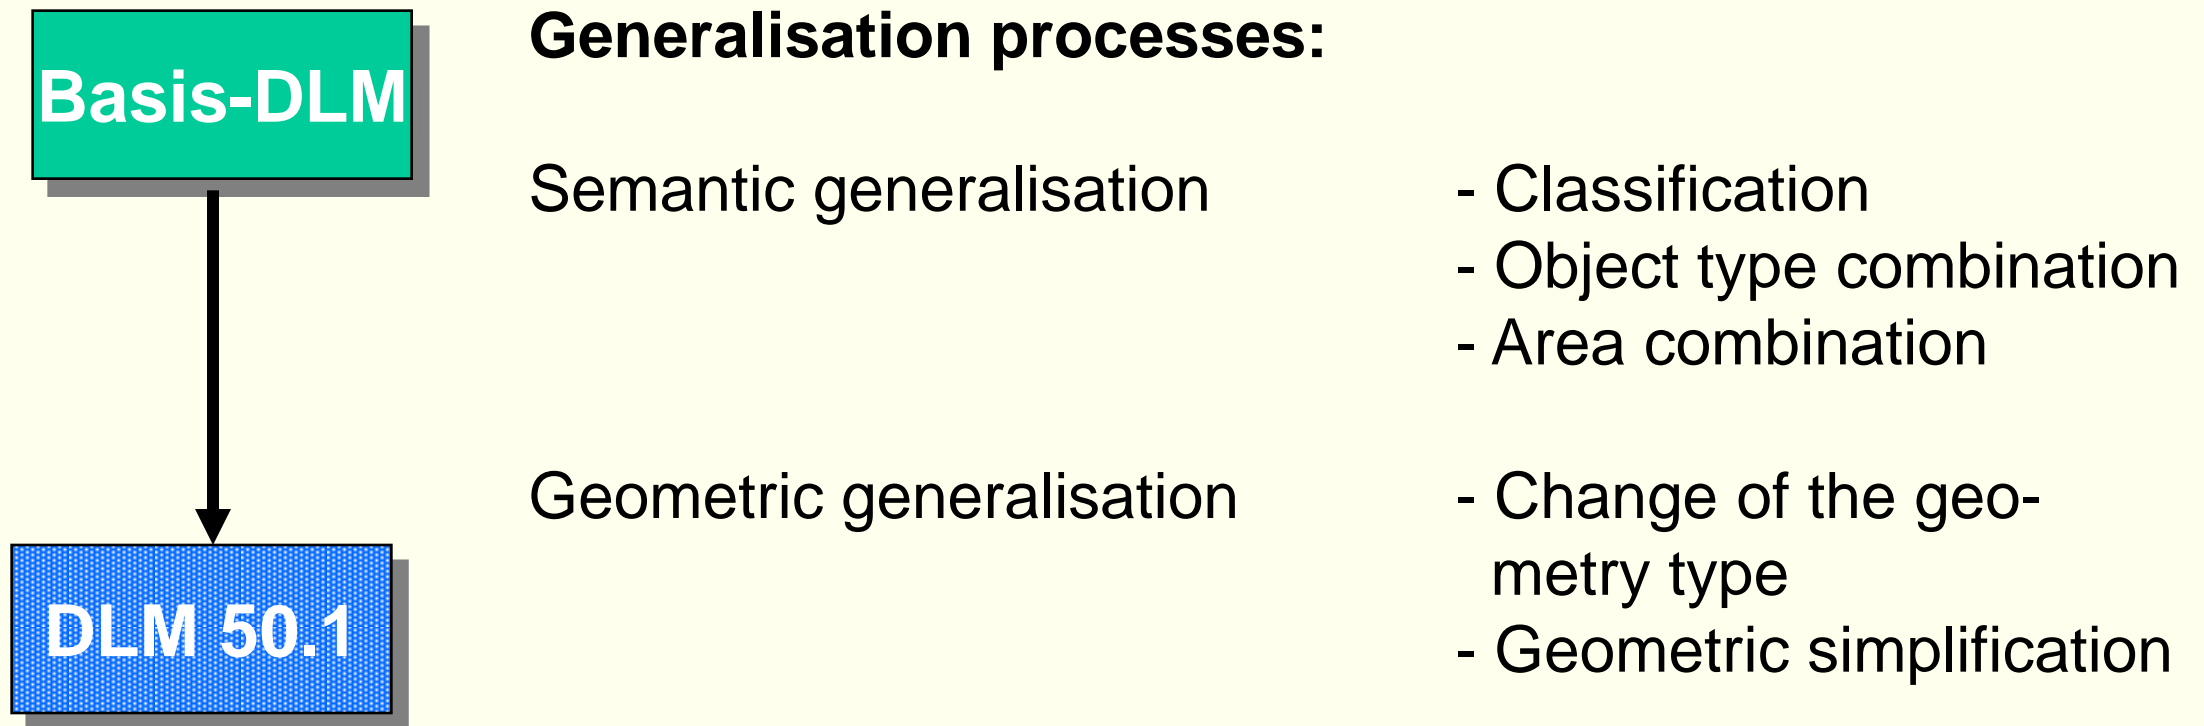 Generalisation processes:
Basis-DLM
Semantic generalisation - Classification
- Object type combination
- Area combination
Geometric generalisation - Change of the geo-
metry type
- Geometric simplification
DLM 50.1